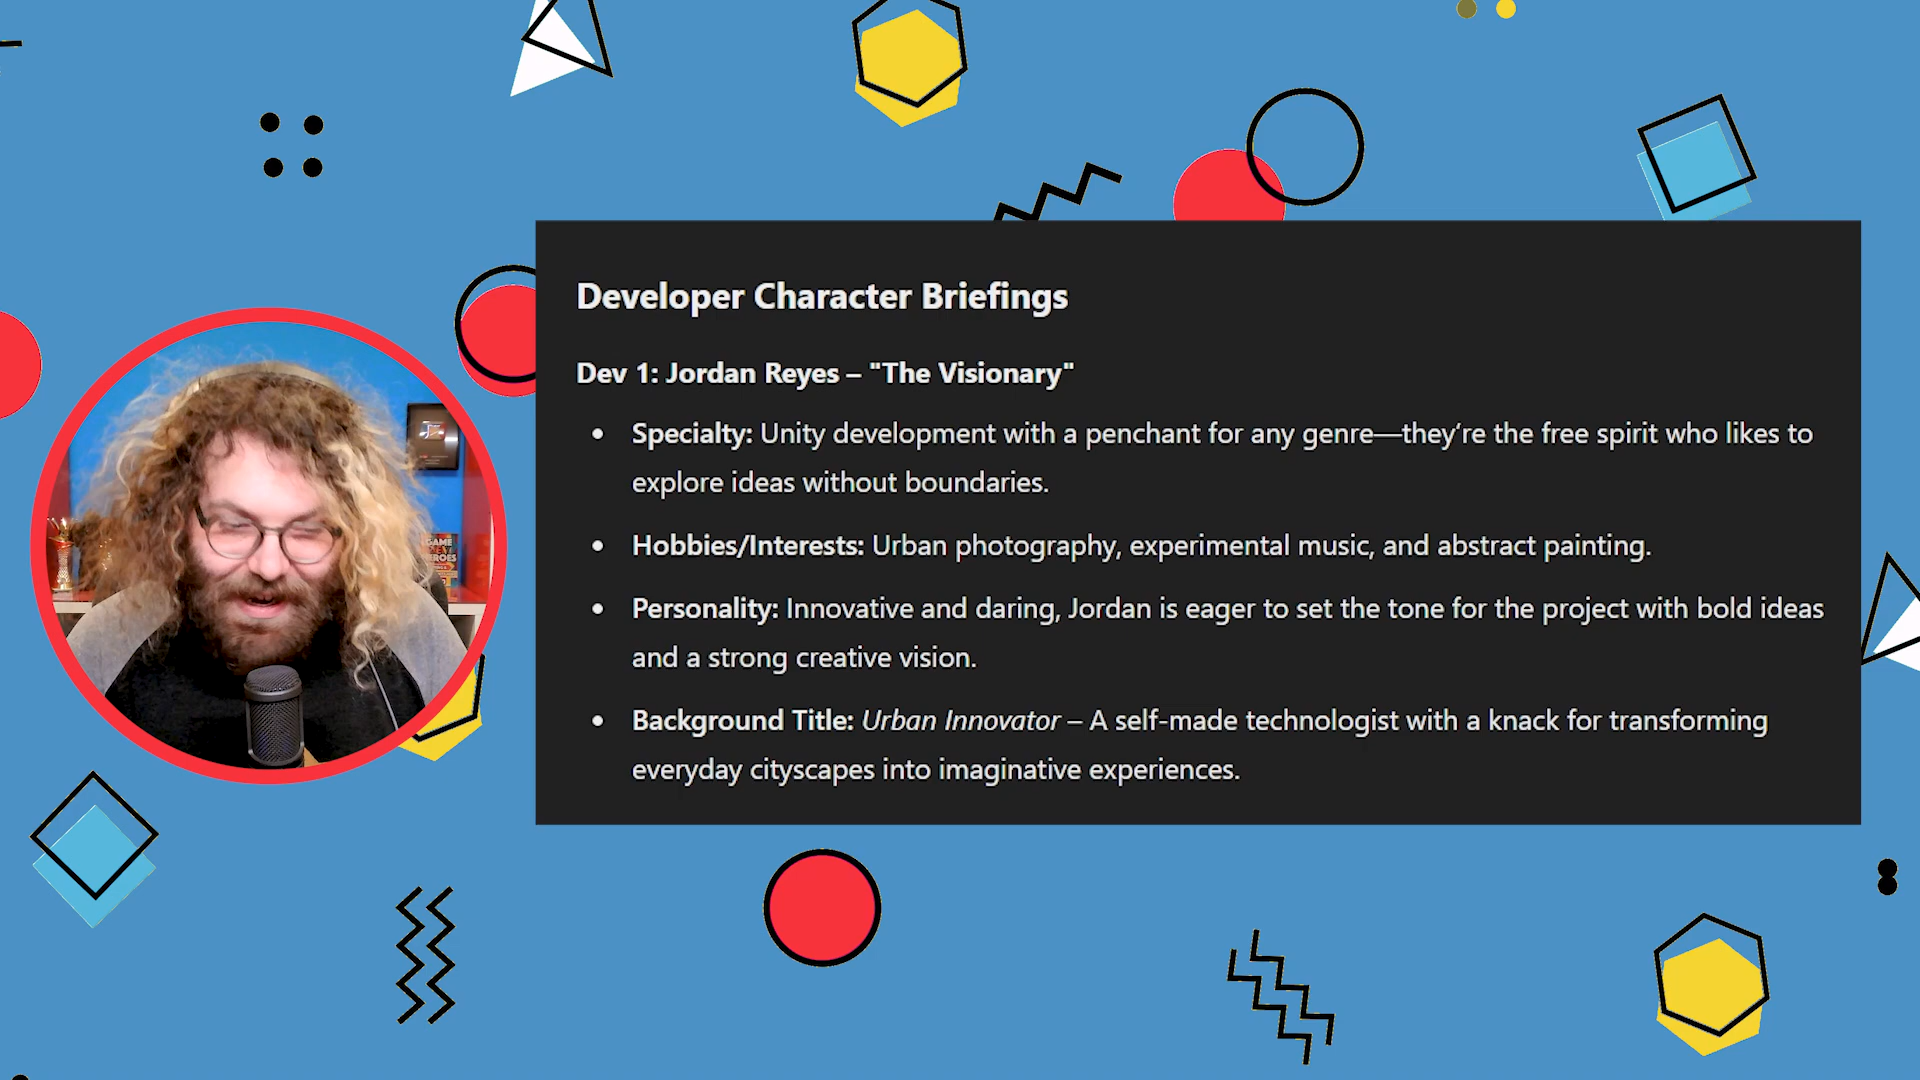 Developer Character Briefings
Dev 1: Jordan Reyes – "The Visionary"
Specialty: Unity development with a penchant for any genre—they’re the free spirit who likes to
explore ideas without boundaries.
Hobbies/Interests: Urban photography, experimental music, and abstract painting.
Personality: Innovative and daring, Jordan is eager to set the tone for the project with bold ideas
and a strong creative vision.
Background Title: Urban Innovator – A self-made technologist with a knack for transforming
everyday cityscapes into imaginative experiences.
GAME